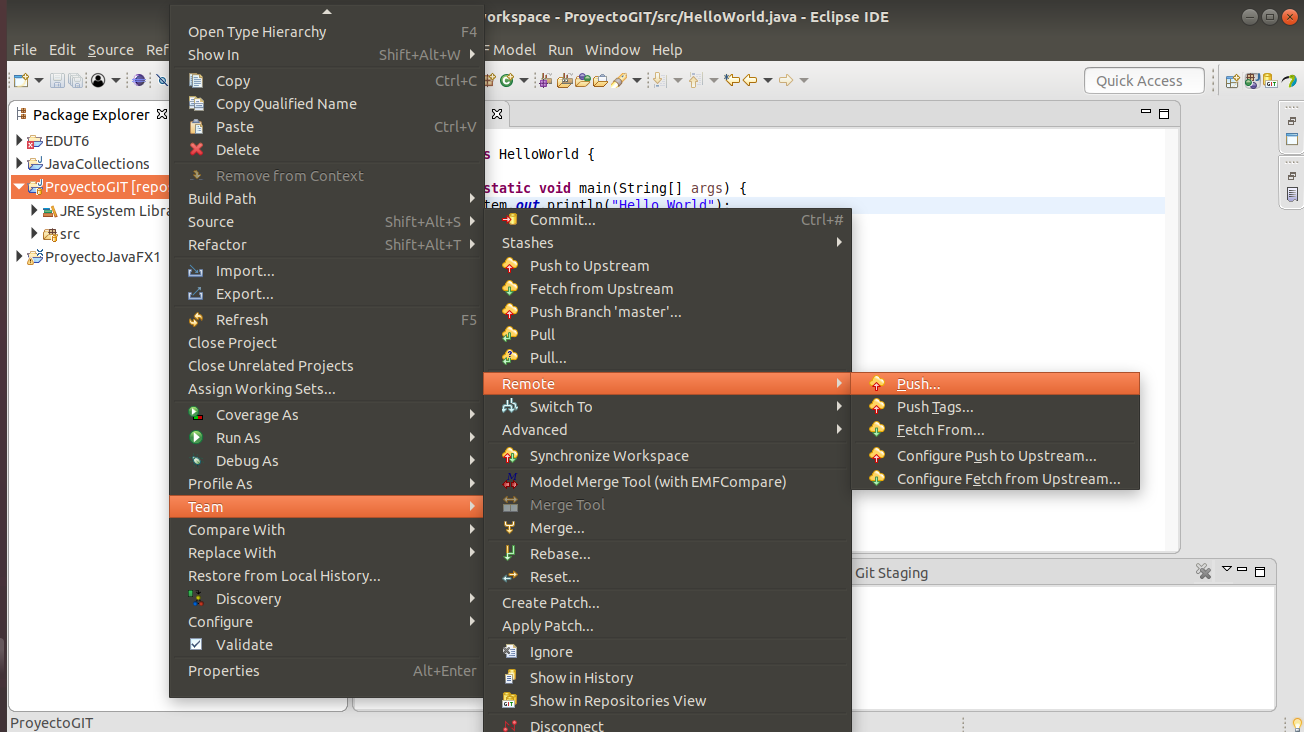 workspace - ProyectoGIT/src/HelloWorld.java - Eclipse IDE
File Edit Source Ref
F Model Run Window Help
Quick Access
Package Explorer
EDUT6
JavaCollections
ProyectoGIT [repos
JRE System Libra
src
ProyectoJavaFX1
s HelloWorld {
static void main(String[] args) {
tem.out.println("Hello World");
Open Type Hierarchy F4
Show In Shift+Alt+W
Copy Ctrl+C
Copy Qualified Name
Paste Ctrl+V
Delete
Remove from Context
Build Path
Source Shift+Alt+S
Refactor Shift+Alt+T
Import...
Export...
Refresh F5
Close Project
Close Unrelated Projects
Assign Working Sets...
Coverage As
Run As
Debug As
Profile As
Team
Compare With
Replace With
Restore from Local History...
Discovery
Configure
Validate
Properties Alt+Enter
Commit... Ctrl+#
Stashes
Push to Upstream
Fetch from Upstream
Push Branch 'master'...
Pull
Pull...
Remote
Switch To
Advanced
Synchronize Workspace
Model Merge Tool (with EMFCompare)
Merge Tool
Merge...
Rebase...
Reset...
Create Patch...
Apply Patch...
Ignore
Show in History
Show in Repositories View
Disconnect
Push...
Push Tags...
Fetch From...
Configure Push to Upstream...
Configure Fetch from Upstream...
Git Staging
ProyectoGIT